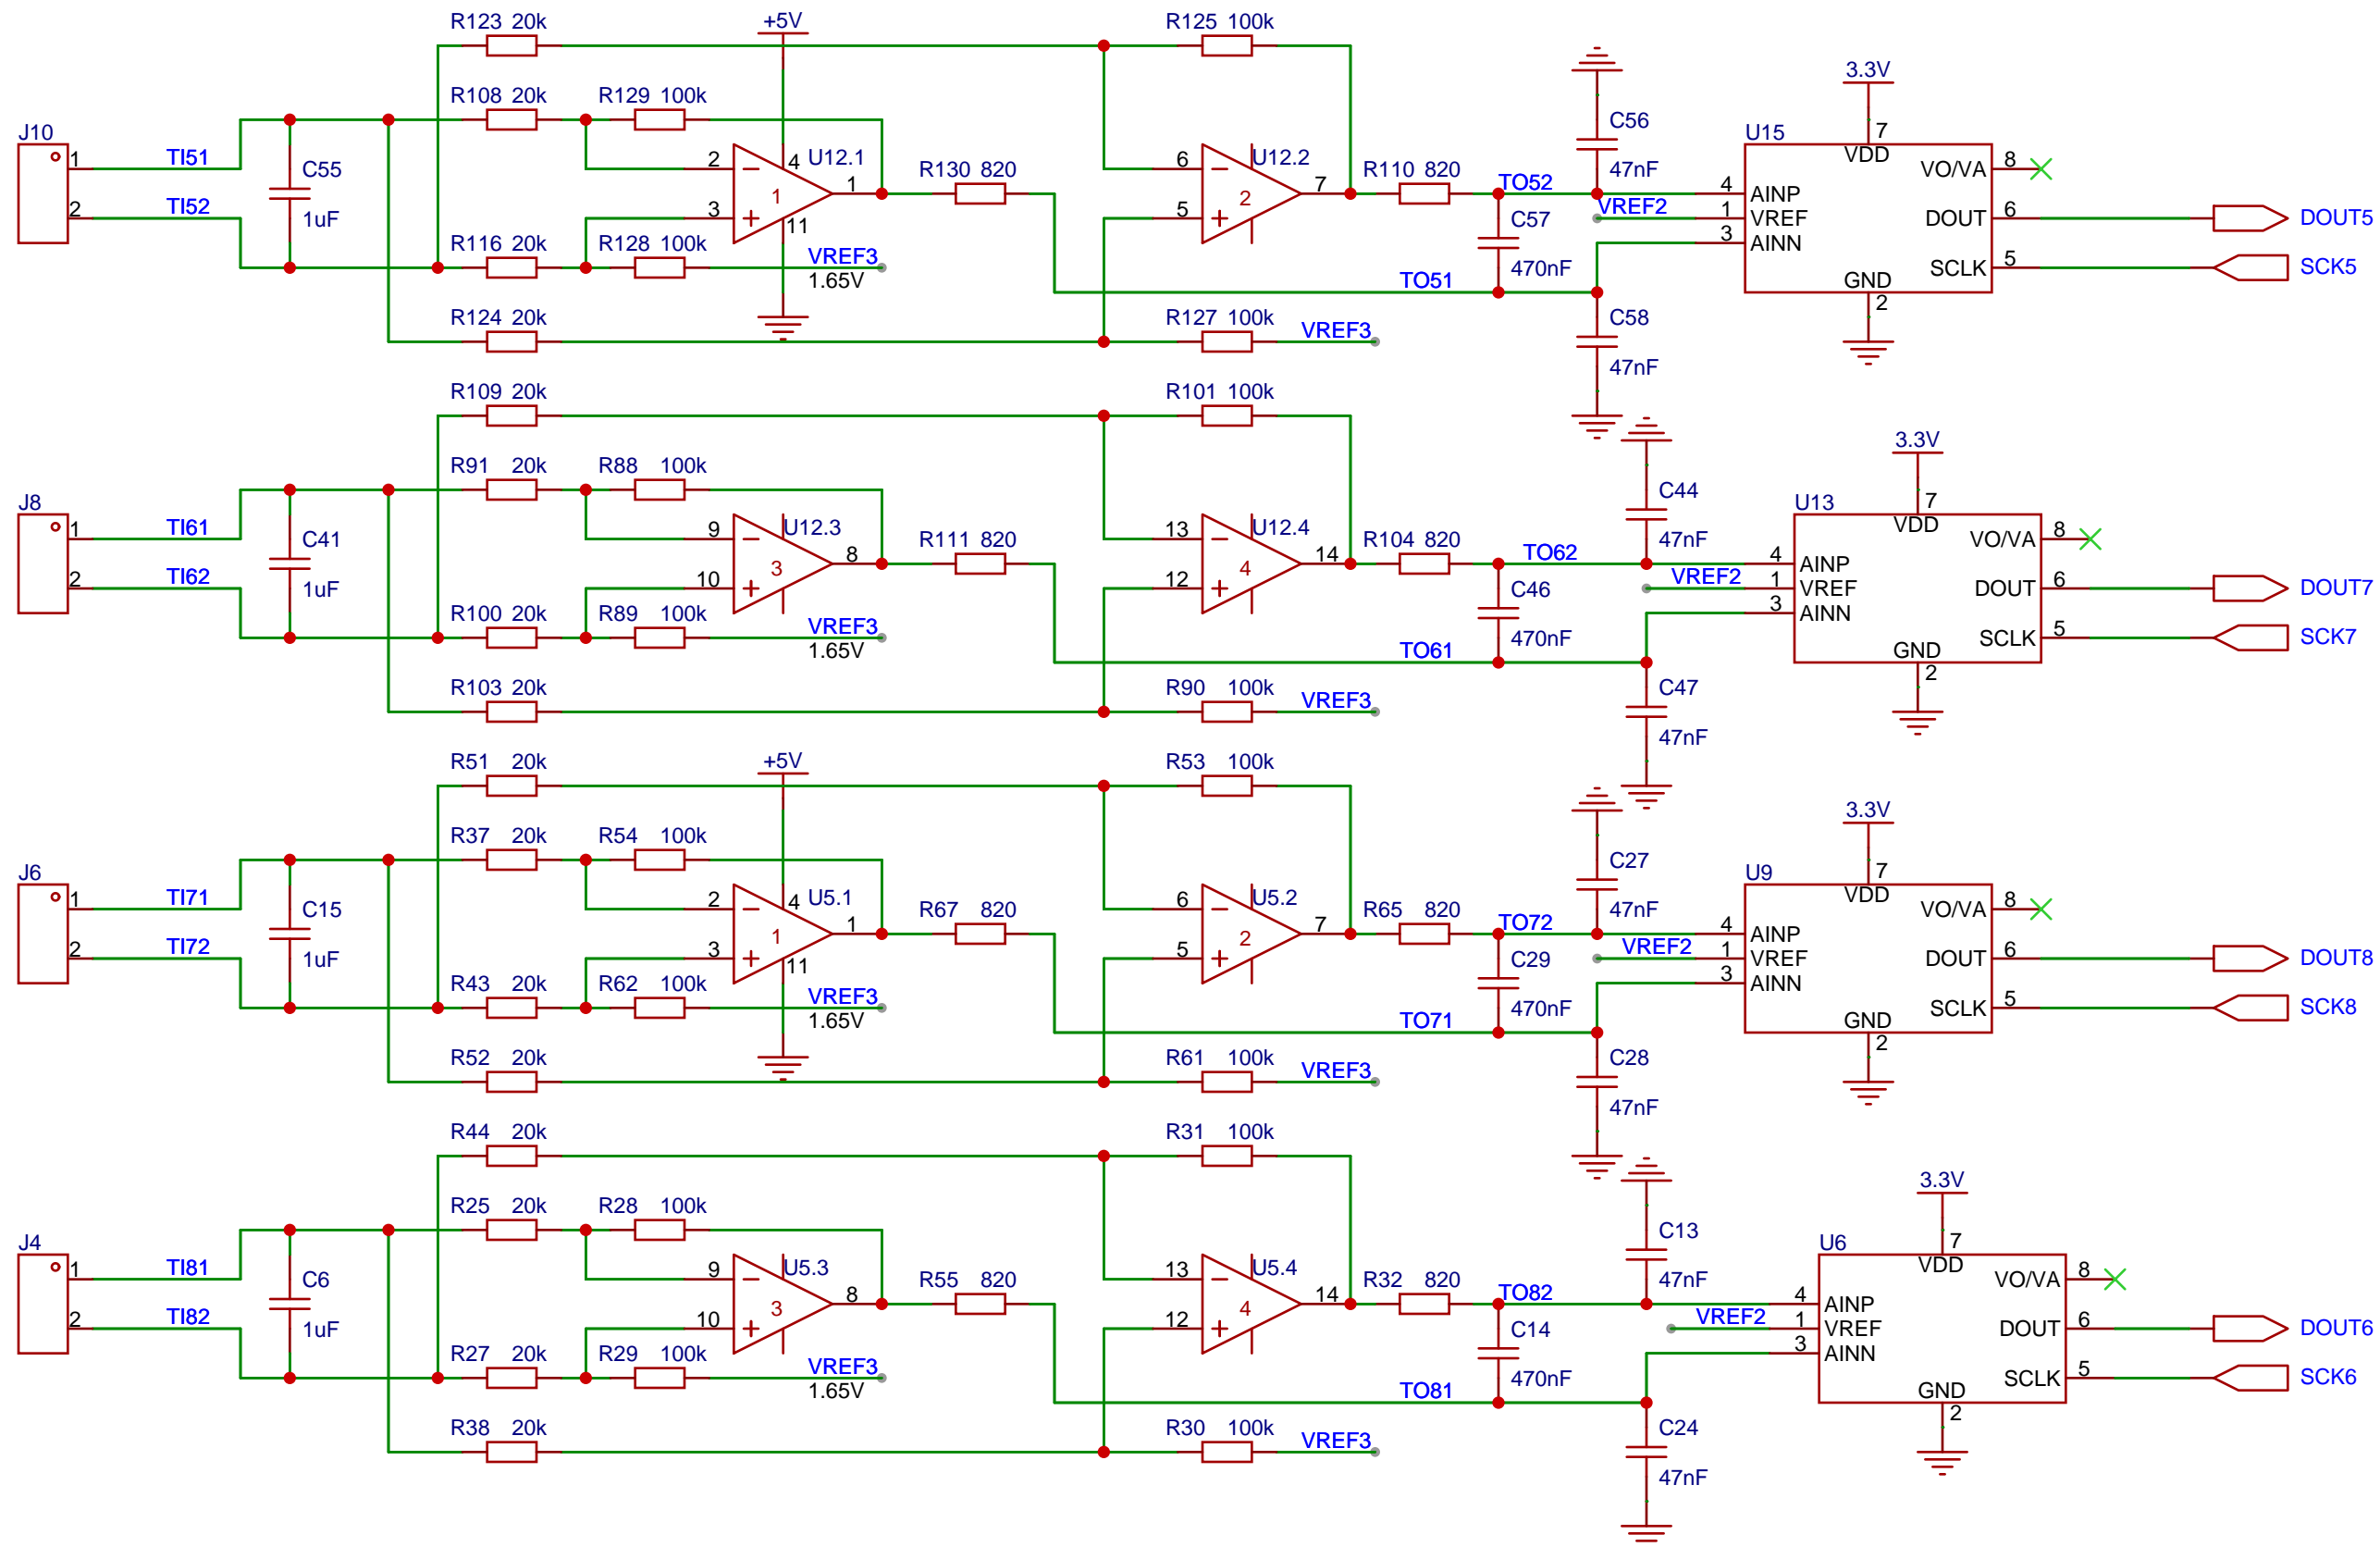 R123 20k
+5V
R125 100k
3.3V
R108 20k
R129 100k
C56
47nF
U15
7
VDD
J10
1
TI51
2
TI52
C55
1uF
2
3
4
U12.1
1
1
11
R130 820
6
5
U12.2
2
7
R110 820
TO52
VREF2
C57
470nF
4
1
3
AINP
VREF
AINN
VO/VA
8
DOUT
6
DOUT5
SCLK
5
SCK5
GND
2
R116 20k
R128 100k
VREF3
1.65V
TO51
R124 20k
R127 100k
VREF3
C58
47nF
R109 20k
R101 100k
3.3V
R91 20k
R88 100k
C44
47nF
U13
7
VDD
J8
1
TI61
2
TI62
C41
1uF
9
10
U12.3
3
8
R111 820
13
12
U12.4
4
14
R104 820
TO62
VREF2
C46
470nF
4
1
3
AINP
VREF
AINN
VO/VA
8
DOUT
6
DOUT7
SCLK
5
SCK7
GND
2
R100 20k
R89 100k
VREF3
1.65V
TO61
R103 20k
R90 100k
VREF3
C47
47nF
R51 20k
+5V
R53 100k
3.3V
R37 20k
R54 100k
C27
47nF
U9
7
VDD
J6
1
TI71
2
TI72
C15
1uF
2
3
4
U5.1
1
1
11
R67 820
6
5
U5.2
2
7
R65 820
TO72
VREF2
C29
470nF
4
1
3
AINP
VREF
AINN
VO/VA
8
DOUT
6
DOUT8
SCLK
5
SCK8
GND
2
R43 20k
R62 100k
VREF3
1.65V
TO71
R52 20k
R61 100k
VREF3
C28
47nF
R44 20k
R31 100k
3.3V
R25 20k
R28 100k
C13
47nF
U6
7
VDD
J4
1
TI81
2
TI82
C6
1uF
9
10
U5.3
3
8
R55 820
13
12
U5.4
4
14
R32 820
TO82
VREF2
C14
470nF
4
1
3
AINP
VREF
AINN
VO/VA
8
DOUT
6
DOUT6
SCLK
5
SCK6
GND
2
R27 20k
R29 100k
VREF3
1.65V
TO81
R38 20k
R30 100k
VREF3
C24
47nF